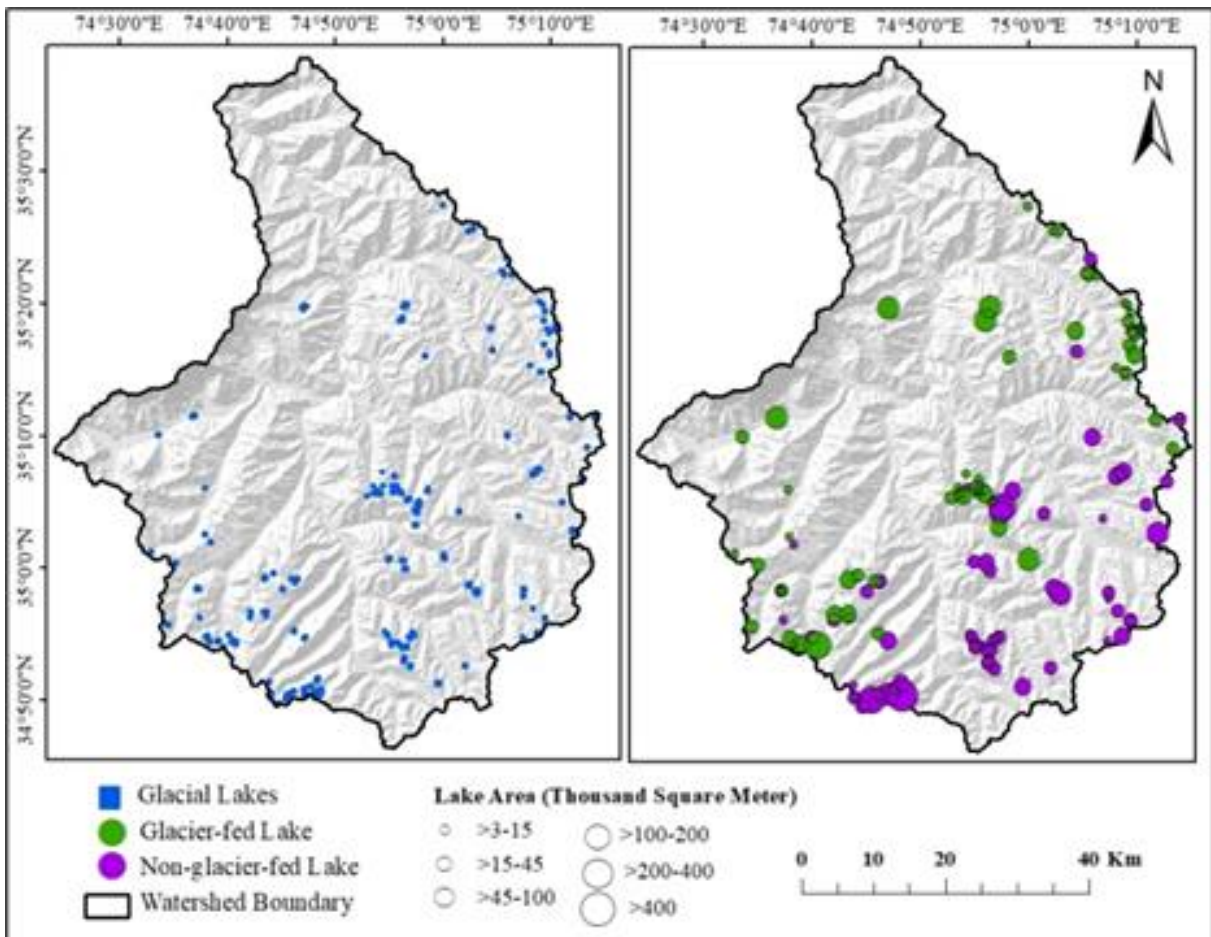 74°30'0"E 74°40'0"E 74°50'0"E 75°0'0"E 75°10'0"E
74°30'0"E 74°40'0"E 74°50'0"E 75°0'0"E 75°10'0"E
N
35°30'0"N
35°20'0"N
35°10'0"N
35°0'0"N
34°50'0"N
Glacial Lakes
Glacier-fed Lake
Non-glacier-fed Lake
Watershed Boundary
Lake Area (Thousand Square Meter)
>3-15 >100-200
>15-45 >200-400
>45-100 >400
0 10 20 40 Km